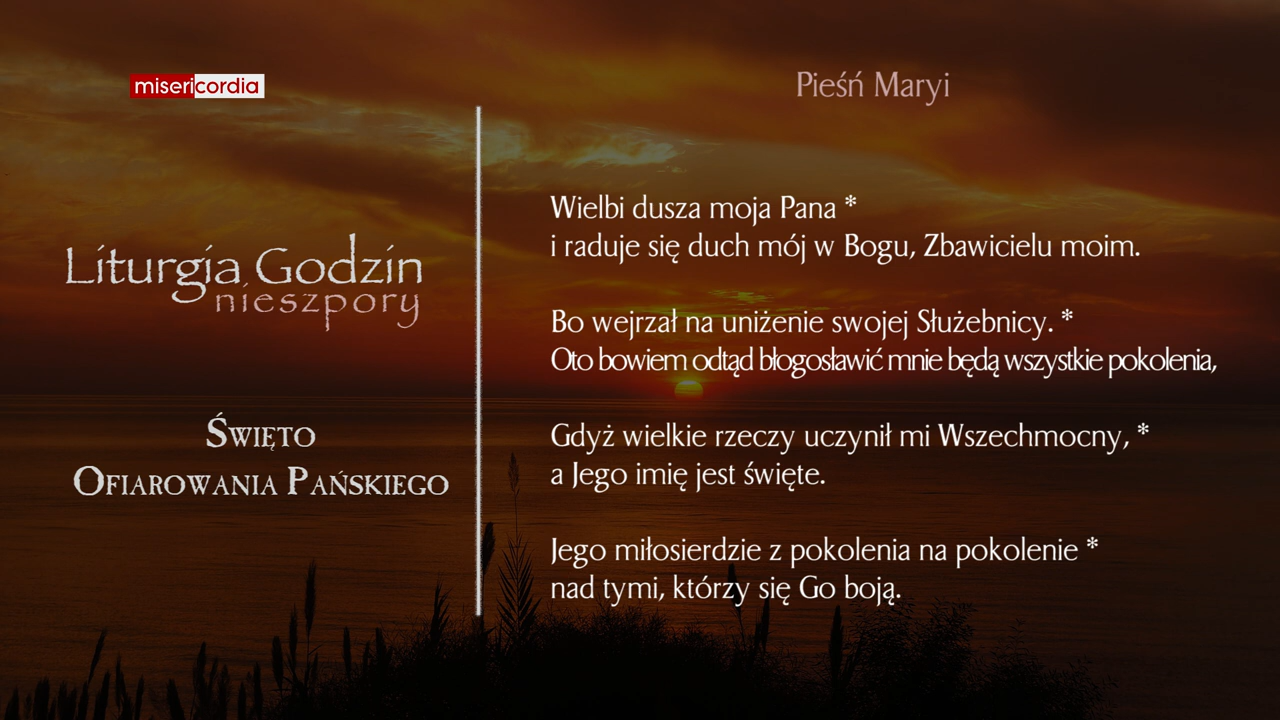 misericordia
Liturgia Godzin
nieszpory
Święto
Ofiarowania Pańskiego
Pieśń Maryi
Wielbi dusza moja Pana *
i raduje się duch mój w Bogu, Zbawicielu moim.
Bo wejrzał na uniżenie swojej Służebnicy. *
Oto bowiem odtąd błogosławić mnie będą wszystkie pokolenia,
Gdyż wielkie rzeczy uczynił mi Wszechmocny, *
a Jego imię jest święte.
Jego miłosierdzie z pokolenia na pokolenie *
nad tymi, którzy się Go boją.